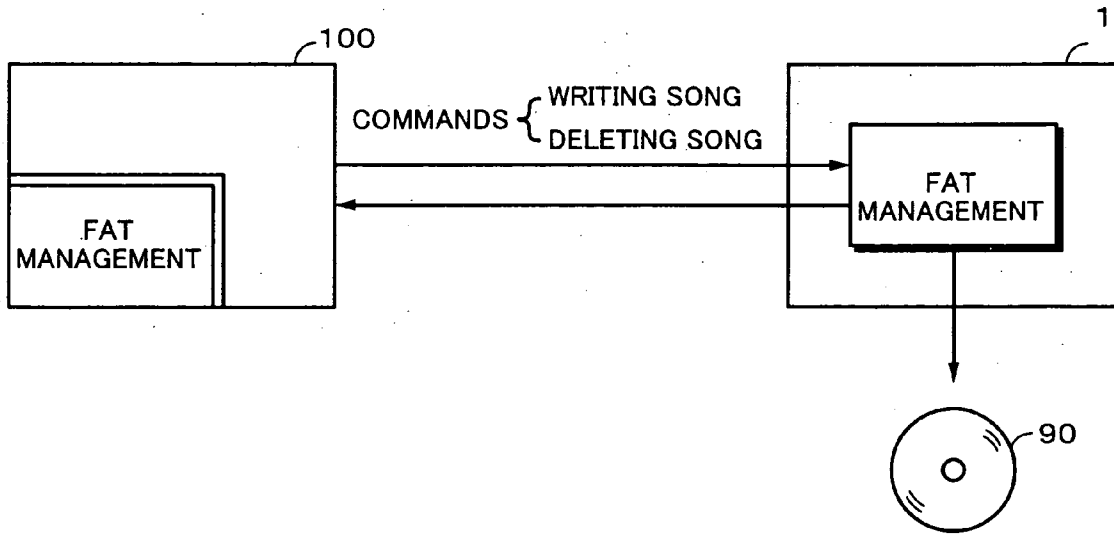 100
1
COMMANDS { WRITING SONG
DELETING SONG
FAT
MANAGEMENT
FAT
MANAGEMENT
90